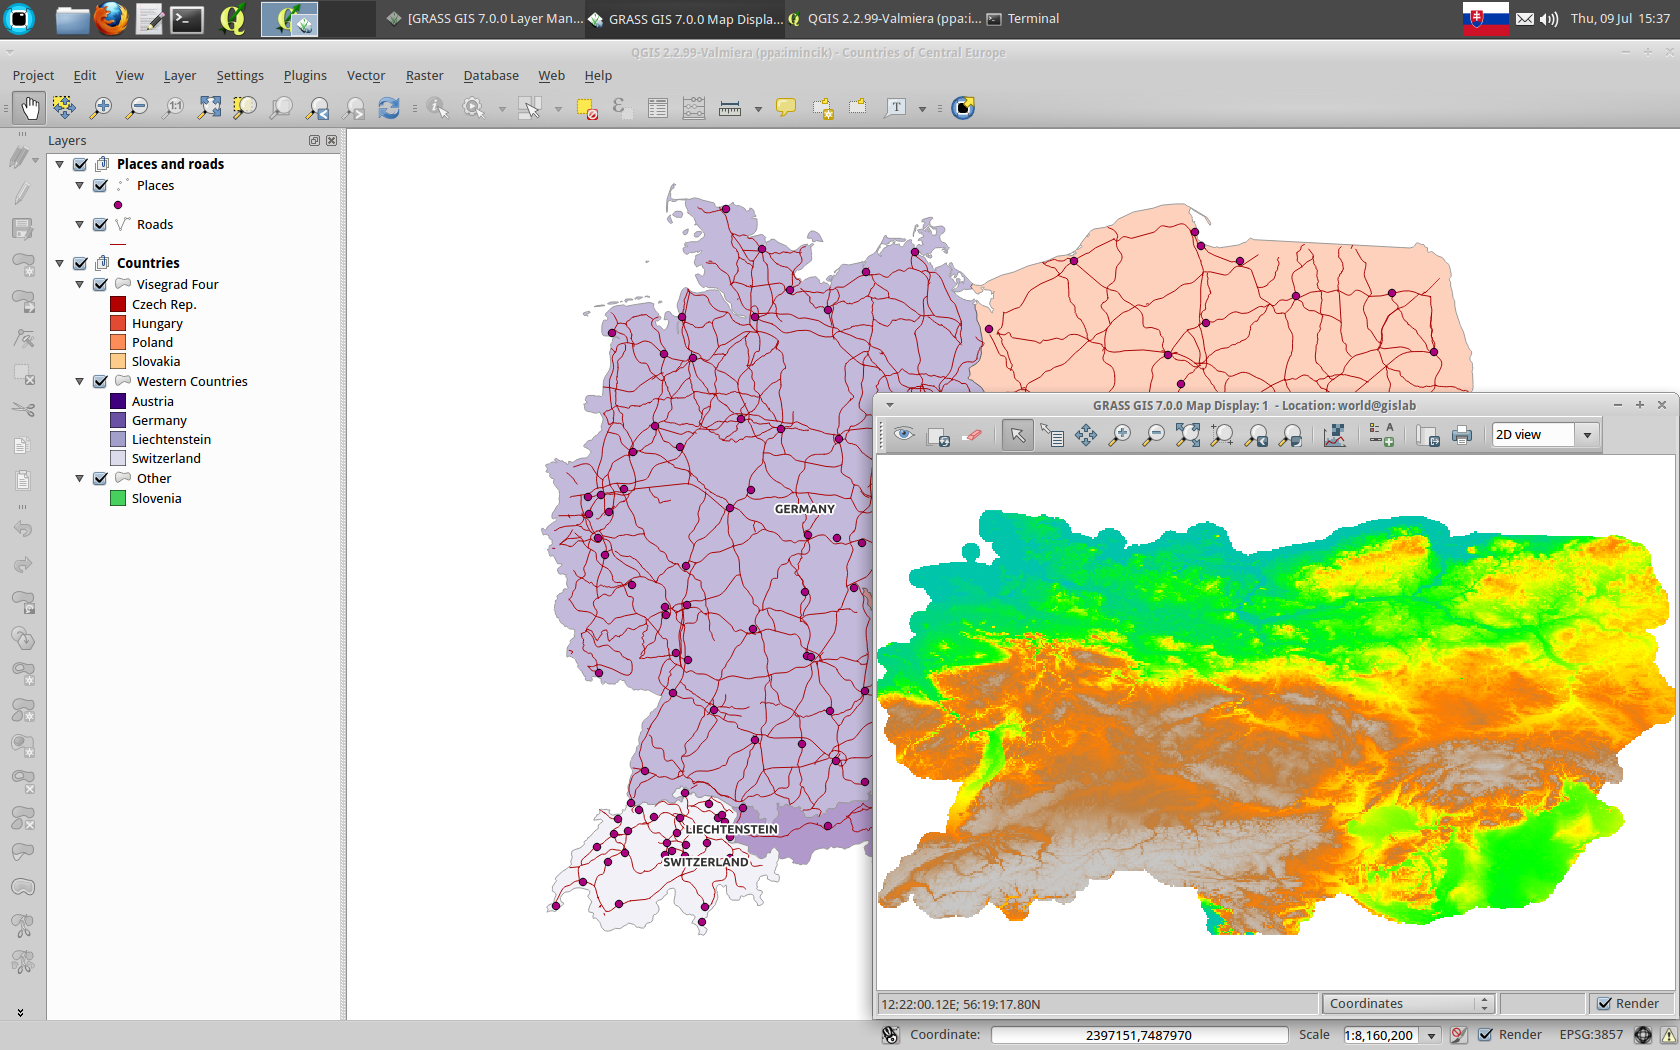 [GRASS GIS 7.0.0 Layer Man...
GRASS GIS 7.0.0 Map Displa...
QGIS 2.2.99-Valmiera (ppa:i...
Terminal
Thu, 09 Jul 15:37
QGIS 2.2.99-Valmiera (ppa:imincik) - Countries of Central Europe
Project Edit View Layer Settings Plugins Vector Raster Database Web Help
1:1
T
Layers
Places and roads
Places
Roads
Countries
Visegrad Four
Czech Rep.
Hungary
Poland
Slovakia
Western Countries
Austria
Germany
Liechtenstein
Switzerland
Other
Slovenia
GERMANY
LIECHTENSTEIN
SWITZERLAND
GRASS GIS 7.0.0 Map Display: 1 - Location: world@gislab
A
2D view
12:22:00.12E; 56:19:17.80N
Coordinates
Render
Coordinate: 2397151,7487970 Scale 1:8,160,200 Render EPSG:3857